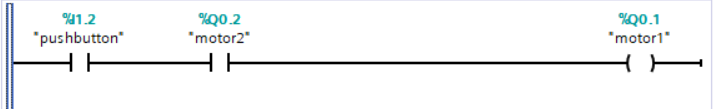 %I1.2
"pushbutton"
%Q0.2
"motor2"
%Q0.1
"motor1"